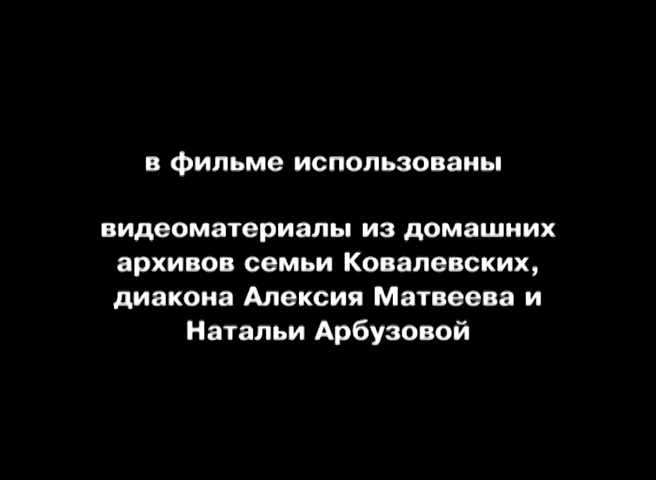 в фильме использованы
видеоматериалы из домашних
архивов семьи Ковалевских,
диакона Алексия Матвеева и
Натальи Арбузовой